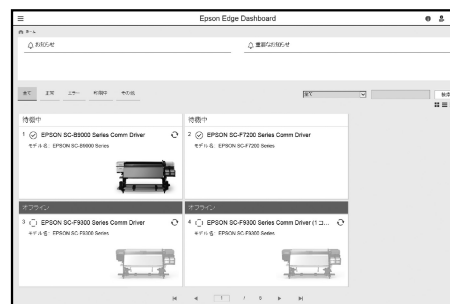 Epson Edge Dashboard
ホーム
お知らせ
重要なお知らせ
全て 正常 エラー 印刷中 その他
全て 検索
待機中
1 EPSON SC-B9000 Series Comm Driver
モデル名: EPSON SC-B9000 Series
待機中
2 EPSON SC-F7200 Series Comm Driver
モデル名: EPSON SC-F7200 Series
オフライン
3 EPSON SC-F9300 Series Comm Driver
モデル名: EPSON SC-F9300 Series
オフライン
4 EPSON SC-F9300 Series Comm Driver (1 コ...
モデル名: EPSON SC-F9300 Series
1 / 8